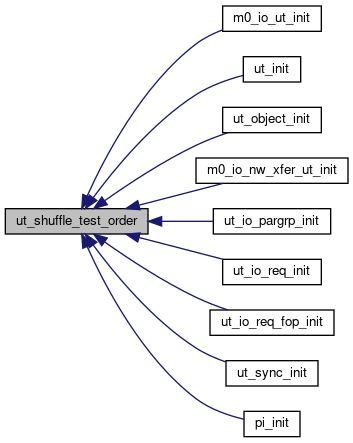 m0_io_ut_init
ut_init
ut_object_init
m0_io_nw_xfer_ut_init
ut_shuffle_test_order
ut_io_pargrp_init
ut_io_req_init
ut_io_req_fop_init
ut_sync_init
pi_init